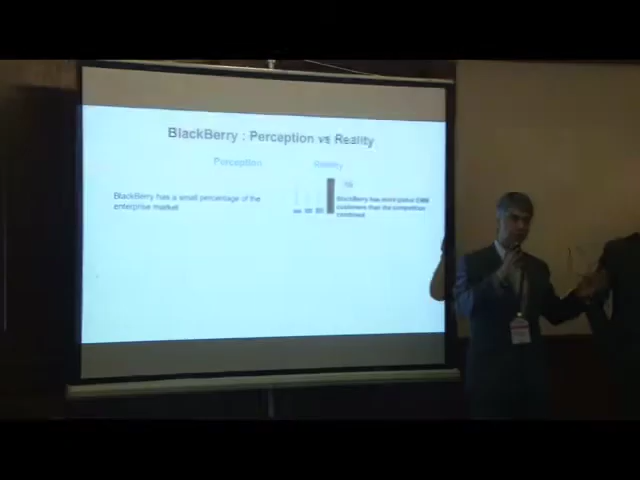 BlackBerry : Perception vs Reality
Perception
Reality
BlackBerry has a small percentage of the
enterprise market
BlackBerry has more global EMM
customers than the competition
combined